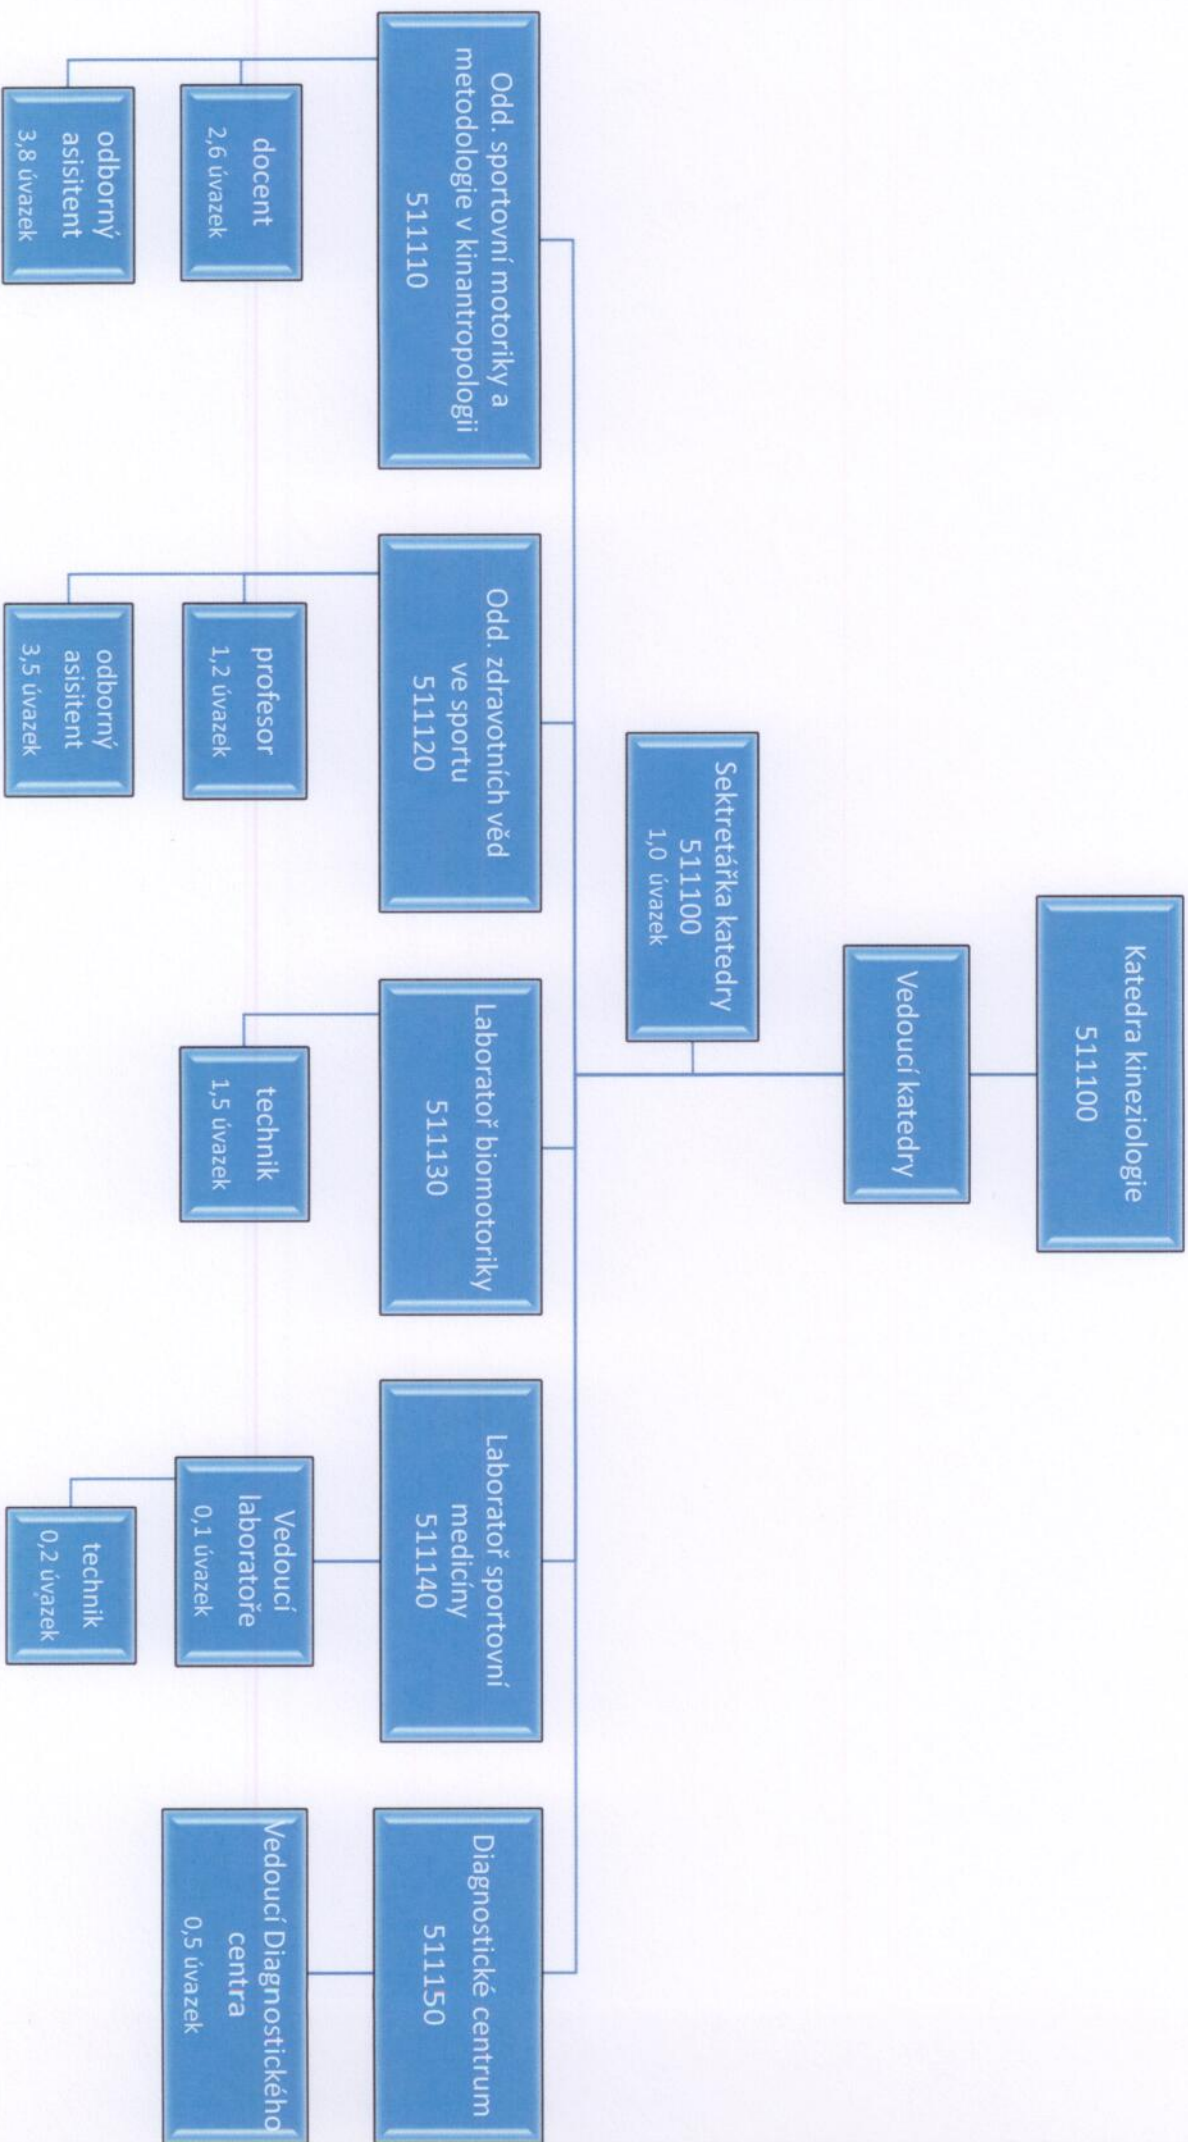 Katedra kineziologie
511100
Vedoucí katedry
Sektretářka katedry
511100
1,0 úvazek
Odd. sportovní motoriky a
metodologie v kinantropologii
511110
docent
2,6 úvazek
odborný
asisitent
3,8 úvazek
Odd. zdravotních věd
ve sportu
511120
profesor
1,2 úvazek
odborný
asisitent
3,5 úvazek
Laboratoř biomotoriky
511130
technik
1,5 úvazek
Laboratoř sportovní
medicíny
511140
Vedoucí
laboratoře
0,1 úvazek
technik
0,2 úvazek
Diagnostické centrum
511150
Vedoucí Diagnostického
centra
0,5 úvazek